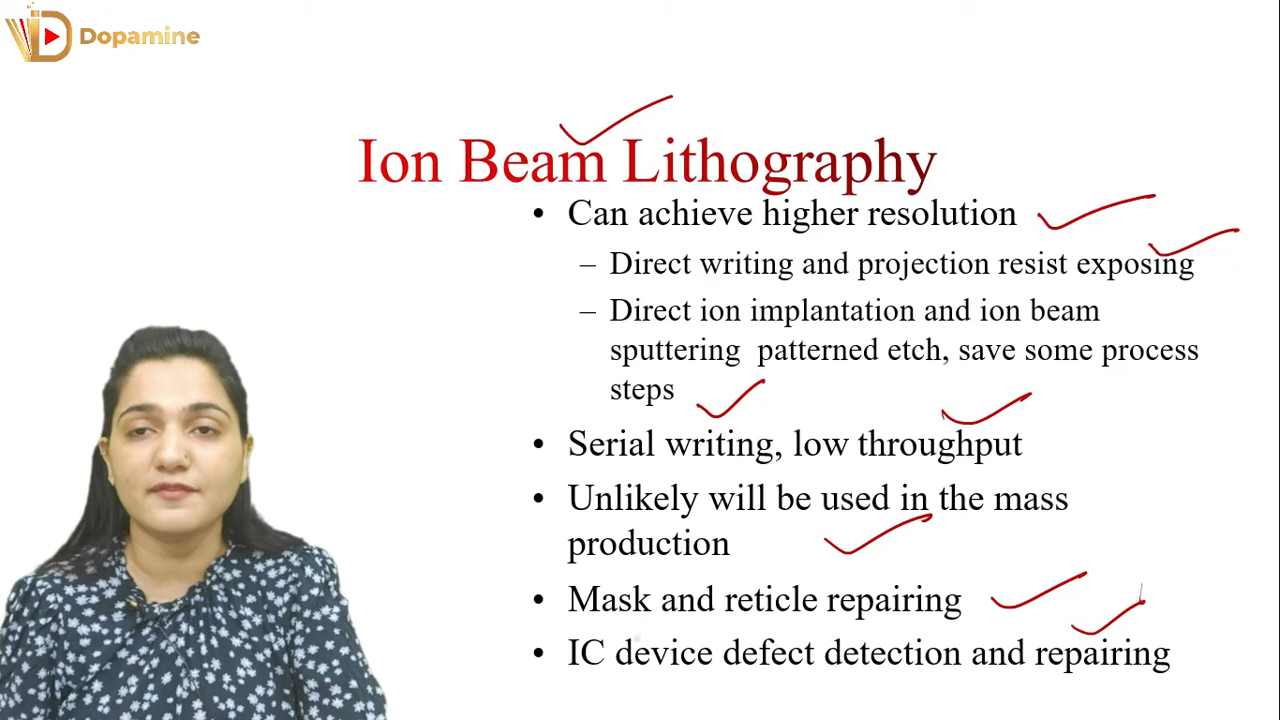 Dopamine
Ion Beam Lithography
• Can achieve higher resolution
– Direct writing and projection resist exposing
– Direct ion implantation and ion beam
sputtering patterned etch, save some process
steps
• Serial writing, low throughput
• Unlikely will be used in the mass
production
• Mask and reticle repairing
• IC device defect detection and repairing